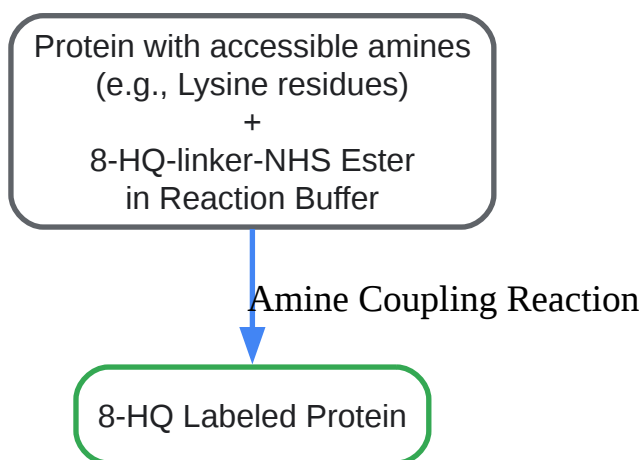 Protein with accessible amines
(e.g., Lysine residues)
+
8-HQ-linker-NHS Ester
in Reaction Buffer
Amine Coupling Reaction
8-HQ Labeled Protein